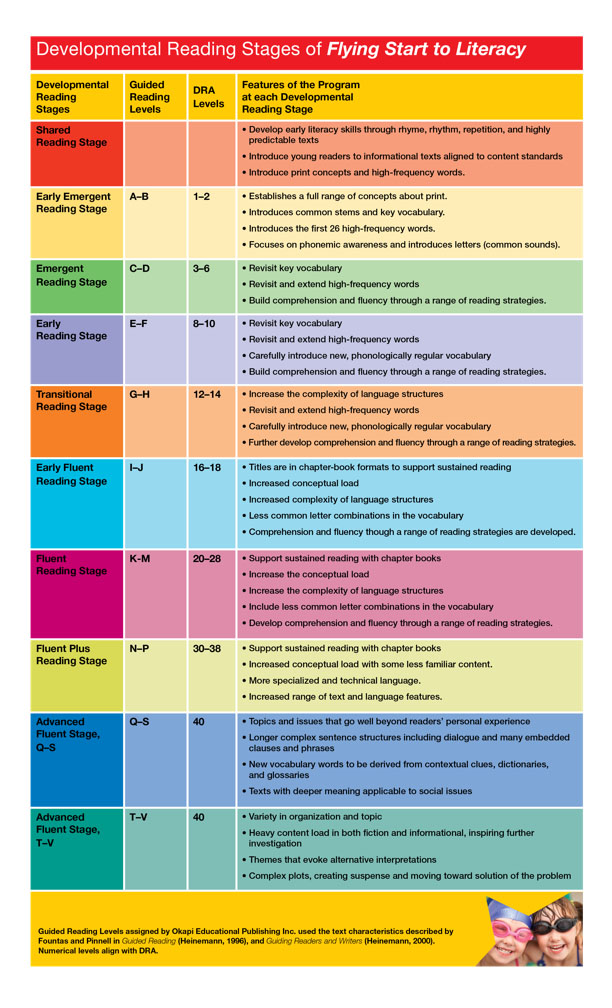 Developmental Reading Stages of Flying Start to Literacy
Developmental
Reading
Stages
Guided
Reading
Levels
DRA
Levels
Features of the Program
at each Developmental
Reading Stage
Shared
Reading Stage
• Develop early literacy skills through rhyme, rhythm, repetition, and highly
predictable texts
• Introduce young readers to informational texts aligned to content standards
• Introduce print concepts and high-frequency words.
Early Emergent
Reading Stage
A–B
1–2
• Establishes a full range of concepts about print.
• Introduces common stems and key vocabulary.
• Introduces the first 26 high-frequency words.
• Focuses on phonemic awareness and introduces letters (common sounds).
Emergent
Reading Stage
C–D
3–6
• Revisit key vocabulary
• Revisit and extend high-frequency words
• Build comprehension and fluency through a range of reading strategies.
Early
Reading Stage
E–F
8–10
• Revisit key vocabulary
• Revisit and extend high-frequency words
• Carefully introduce new, phonologically regular vocabulary
• Build comprehension and fluency through a range of reading strategies.
Transitional
Reading Stage
G–H
12–14
• Increase the complexity of language structures
• Revisit and extend high-frequency words
• Carefully introduce new, phonologically regular vocabulary
• Further develop comprehension and fluency through a range of reading strategies.
Early Fluent
Reading Stage
I–J
16–18
• Titles are in chapter-book formats to support sustained reading
• Increased conceptual load
• Increased complexity of language structures
• Less common letter combinations in the vocabulary
• Comprehension and fluency though a range of reading strategies are developed.
Fluent
Reading Stage
K-M
20–28
• Support sustained reading with chapter books
• Increase the conceptual load
• Increase the complexity of language structures
• Include less common letter combinations in the vocabulary
• Develop comprehension and fluency through a range of reading strategies.
Fluent Plus
Reading Stage
N–P
30–38
• Support sustained reading with chapter books
• Increased conceptual load with some less familiar content.
• More specialized and technical language.
• Increased range of text and language features.
Advanced
Fluent Stage,
Q–S
Q–S
40
• Topics and issues that go well beyond readers' personal experience
• Longer complex sentence structures including dialogue and many embedded
clauses and phrases
• New vocabulary words to be derived from contextual clues, dictionaries,
and glossaries
• Texts with deeper meaning applicable to social issues
Advanced
Fluent Stage,
T–V
T–V
40
• Variety in organization and topic
• Heavy content load in both fiction and informational, inspiring further
investigation
• Themes that evoke alternative interpretations
• Complex plots, creating suspense and moving toward solution of the problem
Guided Reading Levels assigned by Okapi Educational Publishing Inc. used the text characteristics described by
Fountas and Pinnell in Guided Reading (Heinemann, 1996), and Guiding Readers and Writers (Heinemann, 2000).
Numerical levels align with DRA.